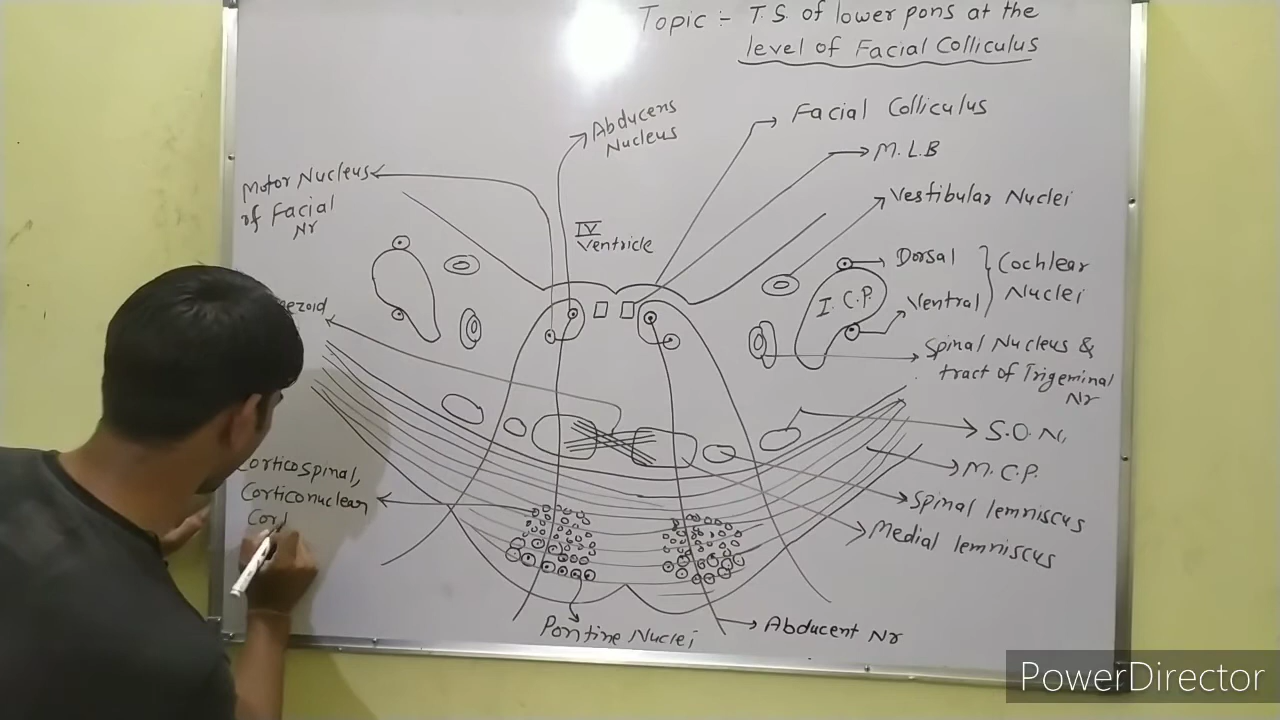 Topic :- T.S. of lower pons at the
level of Facial Colliculus
Abducens
Nucleus
Facial Colliculus
M.L.B
Motor Nucleus
of Facial
Nr
Vestibular Nuclei
IV
Ventricle
Dorsal
Ventral
Cochlear
Nuclei
I.C.P.
ezoid
Spinal Nucleus &
tract of Trigeminal
Nr
S.O.N.
M.C.P.
Corticospinal,
Corticonuclear
Spinal lemniscus
Medial lemniscus
Pontine Nuclei
Abducent Nr
PowerDirector